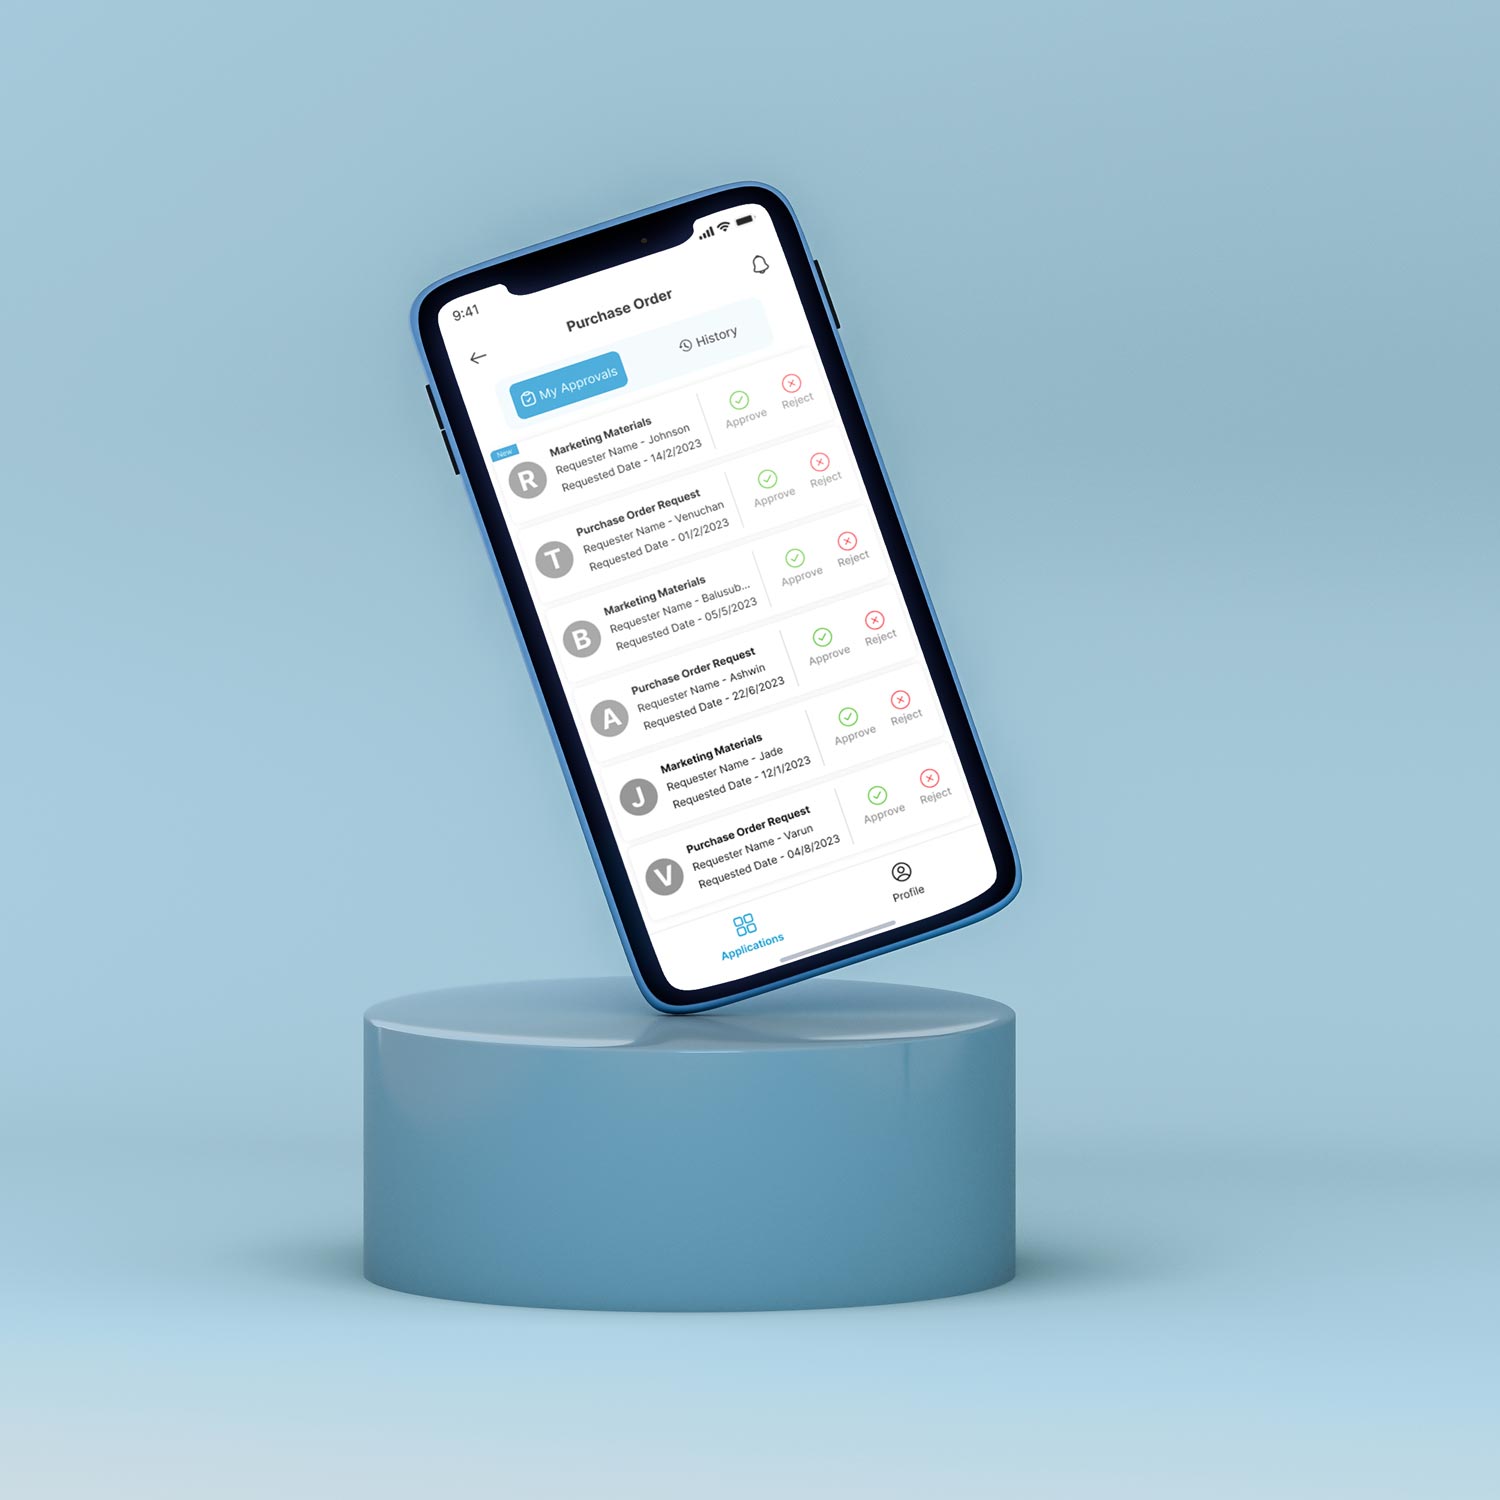 9:41
Purchase Order
My Approvals
History
New
R
Marketing Materials
Requester Name - Johnson
Requested Date - 14/2/2023
Approve
Reject
T
Purchase Order Request
Requester Name - Venuchan
Requested Date - 01/2/2023
Approve
Reject
B
Marketing Materials
Requester Name - Balusub...
Requested Date - 05/5/2023
Approve
Reject
A
Purchase Order Request
Requester Name - Ashwin
Requested Date - 22/6/2023
Approve
Reject
J
Marketing Materials
Requester Name - Jade
Requested Date - 12/1/2023
Approve
Reject
V
Purchase Order Request
Requester Name - Varun
Requested Date - 04/8/2023
Approve
Reject
Applications
Profile